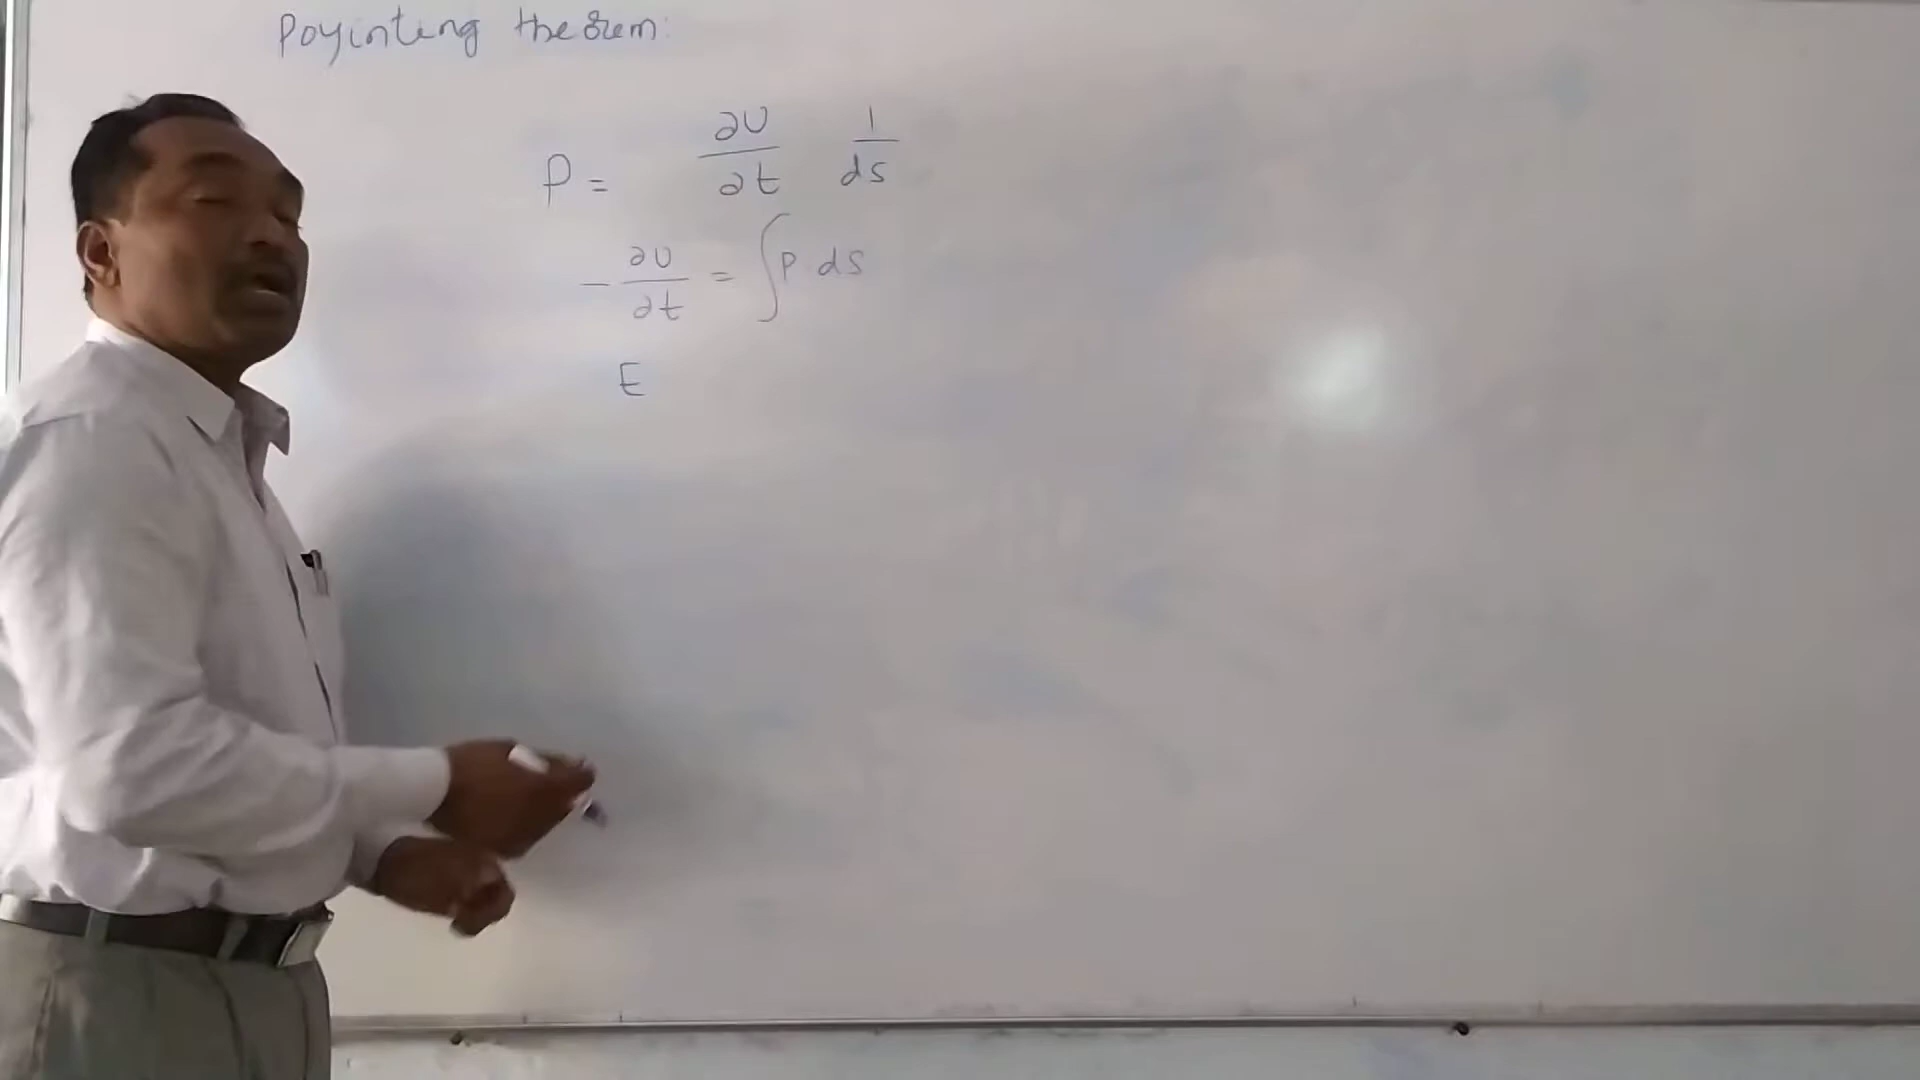 Poyinting theorem:
P = ∂U/∂t 1/ds
- ∂U/∂t = ∫P ds
E